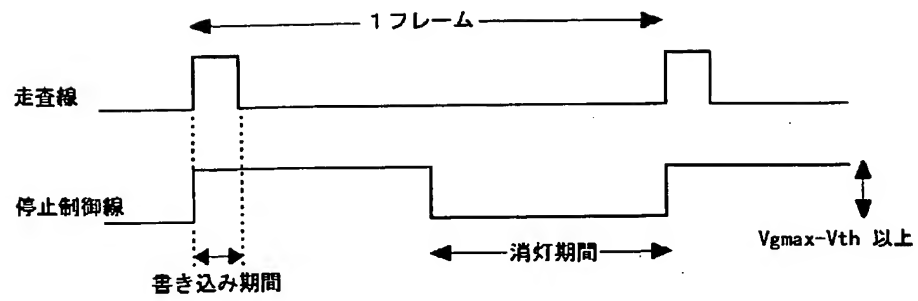 1フレーム
走査線
停止制御線
消灯期間
Vgmax-Vth 以上
書き込み期間